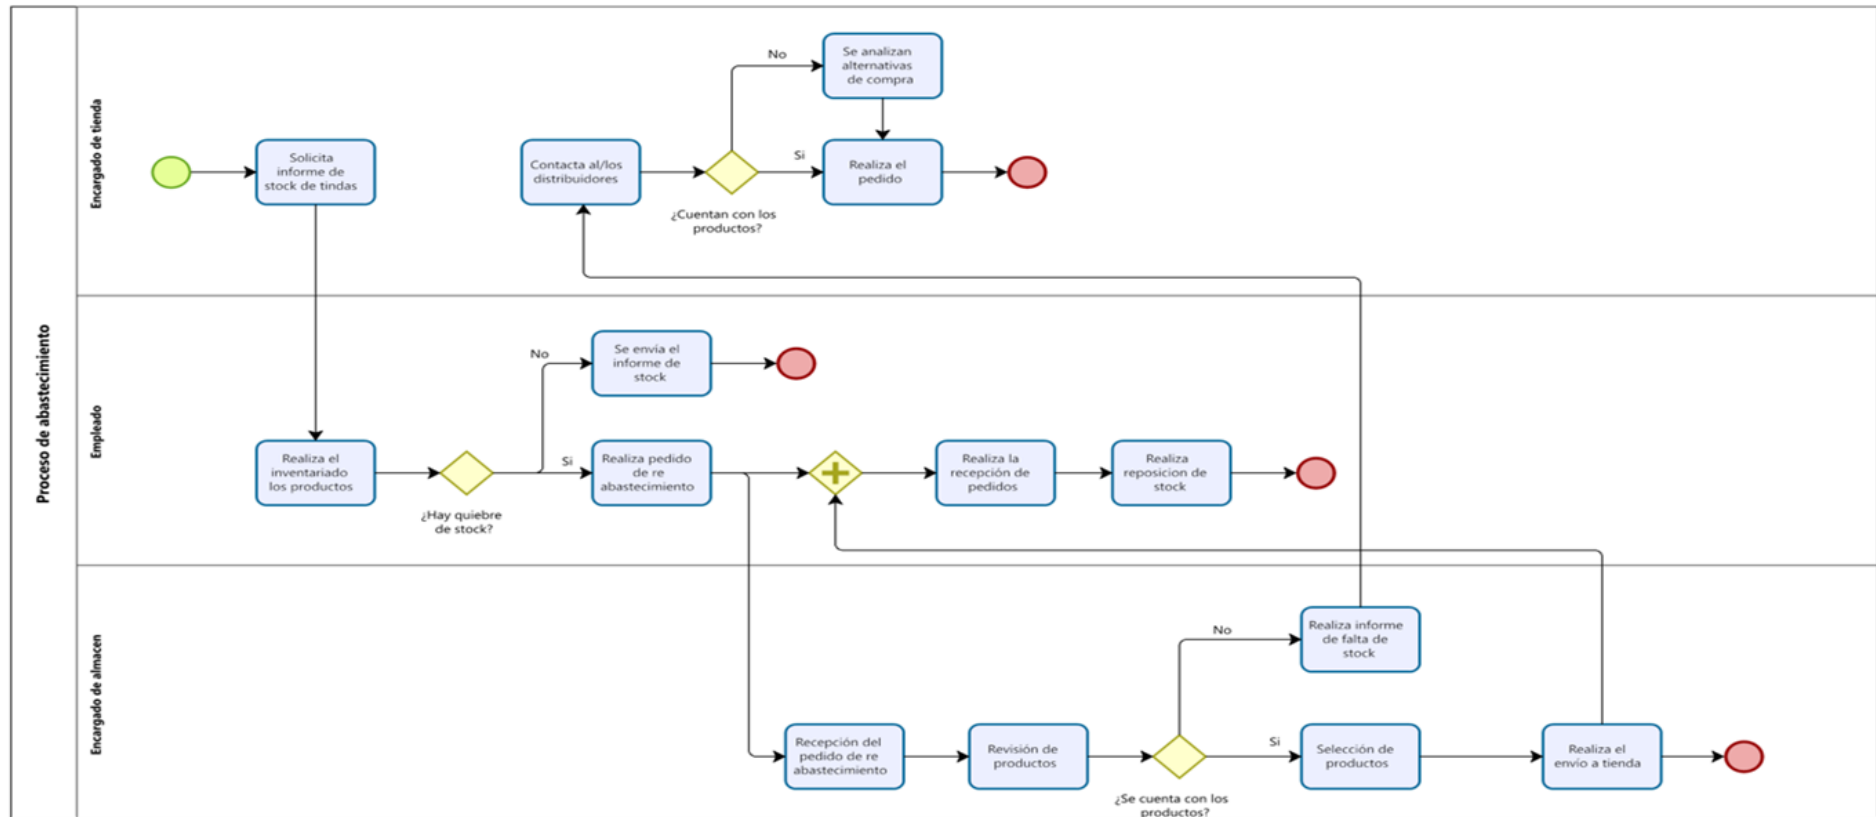 Proceso de abastecimiento
Encargado de tienda
Solicita
informe de
stock de tindas
Contacta al/los
distribuidores
¿Cuentan con los
productos?
No
Se analizan
alternativas
de compra
Si
Realiza el
pedido
Empleado
Realiza el
inventariado
los productos
¿Hay quiebre
de stock?
No
Se envía el
informe de
stock
Si
Realiza pedido
de re
abastecimiento
Realiza la
recepción de
pedidos
Realiza
reposicion de
stock
Encargado de almacen
Recepción del
pedido de re
abastecimiento
Revisión de
productos
¿Se cuenta con los
productos?
No
Realiza informe
de falta de
stock
Si
Selección de
productos
Realiza el
envío a tienda